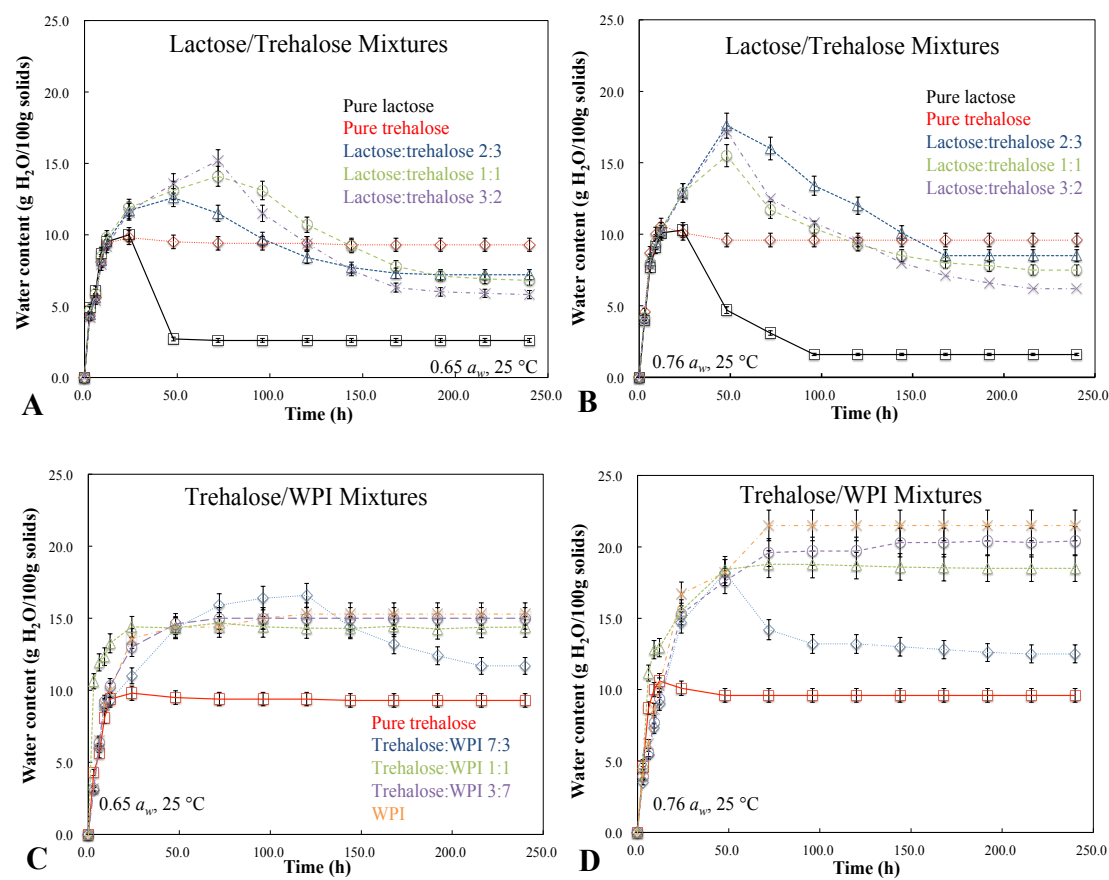 Lactose/Trehalose Mixtures
Pure lactose
Pure trehalose
Lactose:trehalose 2:3
Lactose:trehalose 1:1
Lactose:trehalose 3:2
0.65 a_w, 25 °C
Water content (g H₂O/100g solids)
25.0
20.0
15.0
10.0
5.0
0.0
0.0 50.0 100.0 150.0 200.0 250.0
Time (h)
A
Lactose/Trehalose Mixtures
Pure lactose
Pure trehalose
Lactose:trehalose 2:3
Lactose:trehalose 1:1
Lactose:trehalose 3:2
0.76 a_w, 25 °C
Water content (g H₂O/100g solids)
25.0
20.0
15.0
10.0
5.0
0.0
0.0 50.0 100.0 150.0 200.0 250.0
Time (h)
B
Trehalose/WPI Mixtures
Pure trehalose
Trehalose:WPI 7:3
Trehalose:WPI 1:1
Trehalose:WPI 3:7
WPI
0.65 a_w, 25 °C
Water content (g H₂O/100g solids)
25.0
20.0
15.0
10.0
5.0
0.0
0.0 50.0 100.0 150.0 200.0 250.0
Time (h)
C
Trehalose/WPI Mixtures
0.76 a_w, 25 °C
Water content (g H₂O/100g solids)
25.0
20.0
15.0
10.0
5.0
0.0
0.0 50.0 100.0 150.0 200.0 250.0
Time (h)
D